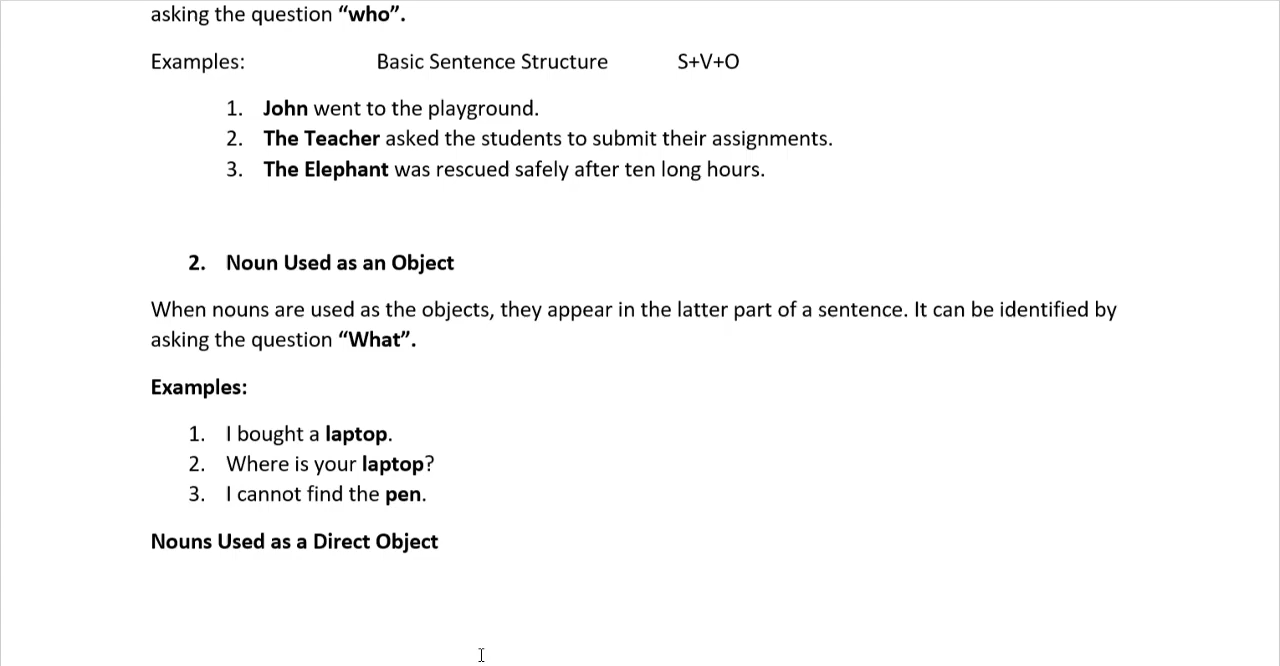 asking the question “who”.
Examples: Basic Sentence Structure S+V+O
1. John went to the playground.
2. The Teacher asked the students to submit their assignments.
3. The Elephant was rescued safely after ten long hours.
2. Noun Used as an Object
When nouns are used as the objects, they appear in the latter part of a sentence. It can be identified by
asking the question “What”.
Examples:
1. I bought a laptop.
2. Where is your laptop?
3. I cannot find the pen.
Nouns Used as a Direct Object